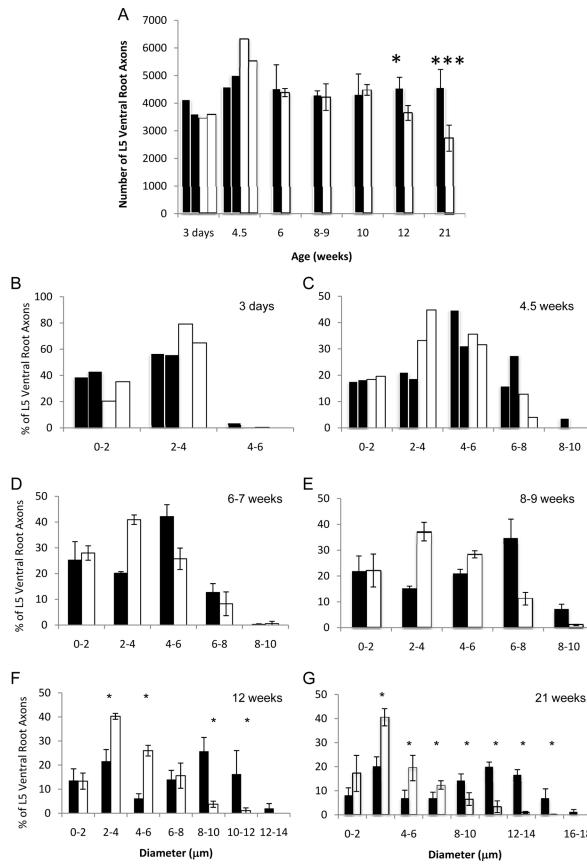 A
Number of L5 Ventral Root Axons
7000
6000
5000
4000
3000
2000
1000
0
*
***
3 days 4.5 6 8-9 10 12 21
Age (weeks)
B
3 days
% of L5 Ventral Root Axons
100
80
60
40
20
0
0-2 2-4 4-6
C
4.5 weeks
50
40
30
20
10
0
0-2 2-4 4-6 6-8 8-10
D
6-7 weeks
% of L5 Ventral Root Axons
50
40
30
20
10
0
0-2 2-4 4-6 6-8 8-10
E
8-9 weeks
50
40
30
20
10
0
0-2 2-4 4-6 6-8 8-10
F
12 weeks
% of L5 Ventral Root Axons
50
40
30
20
10
0
* * * *
0-2 2-4 4-6 6-8 8-10 10-12 12-14
Diameter (μm)
G
21 weeks
50
40
30
20
10
0
* * * * * * *
0-2 4-6 8-10 12-14 16-18
Diameter (μm)